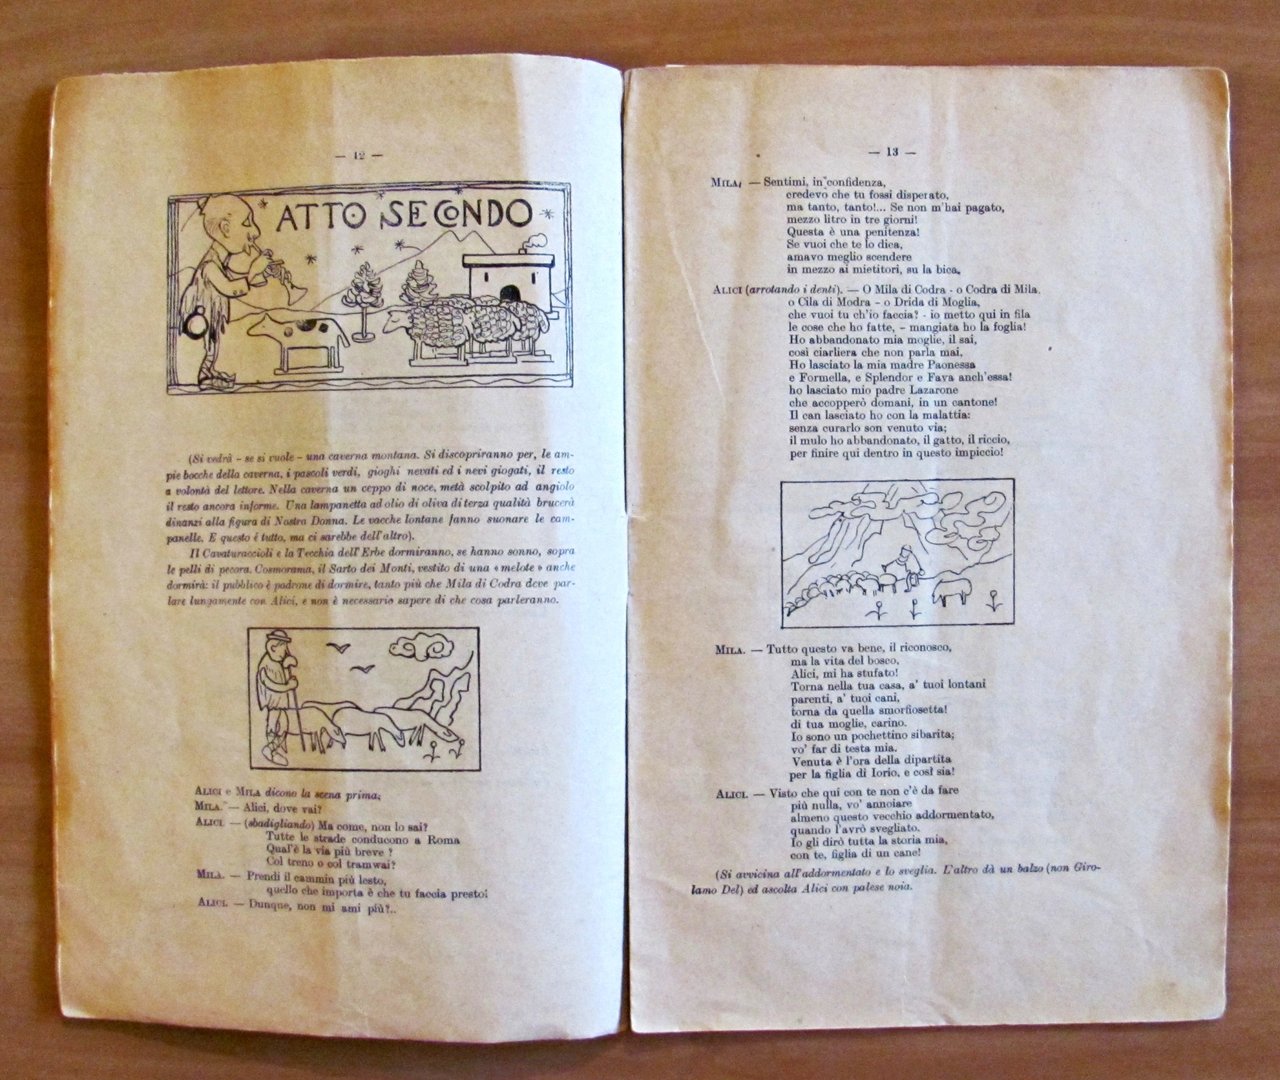 — 12 —
ATTO SECONDO
(Si vedrà - se si vuole - una caverna montana. Si discopriranno per, le am-
pie bocche della caverna, i pascoli verdi, gioghi nevati ed i nevi giogati, il resto
a volontà del lettore. Nella caverna un ceppo di noce, metà scolpito ad angiolo
il resto ancora informe. Una lampanetta ad olio di oliva di terza qualità brucerà
dinanzi alla figura di Nostra Donna. Le vacche lontane fanno suonare le cam-
panelle. E questo è tutto, ma ci sarebbe dell'altro).
Il Cavaturaccioli e la Tecchia dell'Erbe dormiranno, se hanno sonno, sopra
le pelli di pecora. Cosmorama, il Sarto dei Monti, vestito di una « melote » anche
dormirà: il pubblico è padrone di dormire, tanto più che Mila di Codra deve par-
lare lungamente con Alici, e non è necessario sapere di che cosa parleranno.
ALICI e MILA dicono la scena prima;
MILA. — Alici, dove vai?
ALICI. — (sbadigliando) Ma come, non lo sai?
Tutte le strade conducono a Roma
Qual'è la via più breve ?
Col treno o col tramwai?
MILA. — Prendi il cammin più lesto,
quello che importa è che tu faccia presto!
ALICI. — Dunque, non mi ami più?..
— 13 —
MILA; — Sentimi, in confidenza,
credevo che tu fossi disperato,
ma tanto, tanto!... Se non m'hai pagato,
mezzo litro in tre giorni!
Questa è una penitenza!
Se vuoi che te lo dica,
amavo meglio scendere
in mezzo ai mietitori, su la bica,
ALICI (arrotando i denti). — O Mila di Codra - o Codra di Mila,
o Cila di Modra - o Drida di Moglia,
che vuoi tu ch'io faccia? - io metto qui in fila
le cose che ho fatte, - mangiata ho la foglia!
Ho abbandonato mia moglie, il sai,
così ciarliera che non parla mai,
Ho lasciato la mia madre Paonessa
e Formella, e Splendor e Fava anch'essa!
ho lasciato mio padre Lazarone
che accopperò domani, in un cantone!
Il can lasciato ho con la malattia:
senza curarlo son venuto via;
il mulo ho abbandonato, il gatto, il riccio,
per finire qui dentro in questo impiccio!
MILA. — Tutto questo va bene, il riconosco,
ma la vita del bosco,
Alici, mi ha stufato!
Torna nella tua casa, a' tuoi lontani
parenti, a' tuoi cani,
torna da quella smorfiosetta!
di tua moglie, carino.
Io sono un pochettino sibarita;
vo' far di testa mia.
Venuta è l'ora della dipartita
per la figlia di Iorio, e così sia!
ALICI. — Visto che qui con te non c'è da fare
più nulla, vo' annoiare
almeno questo vecchio addormentato,
quando l'avrò svegliato.
Io gli dirò tutta la storia mia,
con te, figlia di un cane!
(Si avvicina all'addormentato e lo sveglia. L'altro dà un balzo (non Giro-
lamo Del) ed ascolta Alici con palese noia.